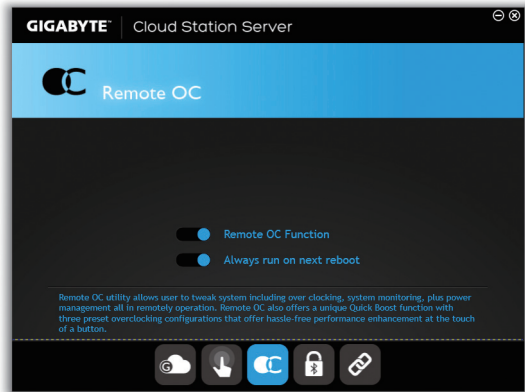 GIGABYTE™ Cloud Station Server
Remote OC
Remote OC Function
Always run on next reboot
Remote OC utility allows user to tweak system including over clocking, system monitoring, plus power
management all in remotely operation. Remote OC also offers a unique Quick Boost function with
three preset overclocking configurations that offer hassle-free performance enhancement at the touch
of a button.
G